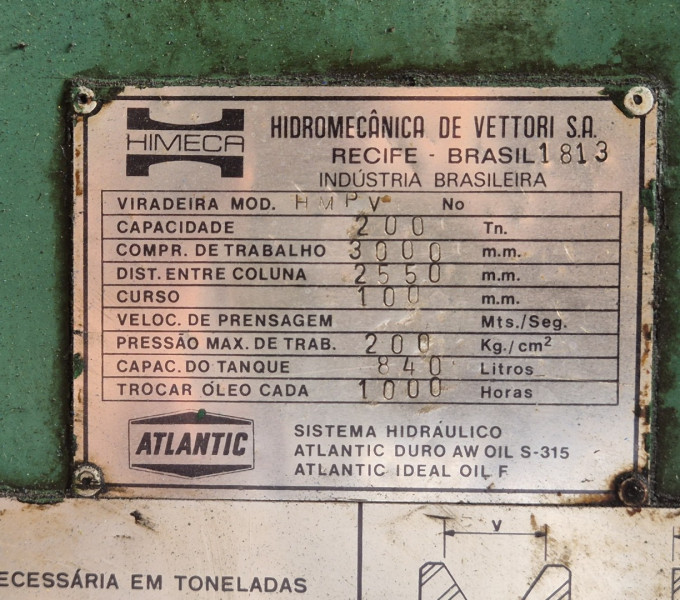 HIMECA
HIDROMECÂNICA DE VETTORI S.A.
RECIFE - BRASIL 1813
INDÚSTRIA BRASILEIRA
VIRADEIRA MOD. HMPV No
CAPACIDADE 200 Tn.
COMPR. DE TRABALHO 3000 m.m.
DIST. ENTRE COLUNA 2550 m.m.
CURSO 100 m.m.
VELOC. DE PRENSAGEM Mts./Seg.
PRESSÃO MAX. DE TRAB. 200 Kg./cm²
CAPAC. DO TANQUE 840 Litros
TROCAR ÓLEO CADA 1000 Horas
ATLANTIC
SISTEMA HIDRÁULICO
ATLANTIC DURO AW OIL S-315
ATLANTIC IDEAL OIL F
V
ECESSÁRIA EM TONELADAS